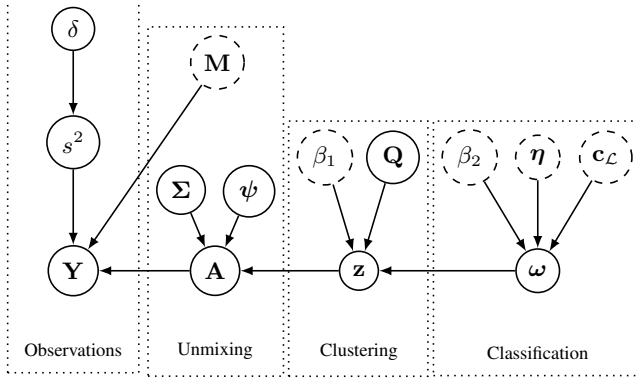 δ
M
s²
β₁
Q
β₂
η
c_ℒ
Σ
ψ
Y
A
z
ω
Observations
Unmixing
Clustering
Classification